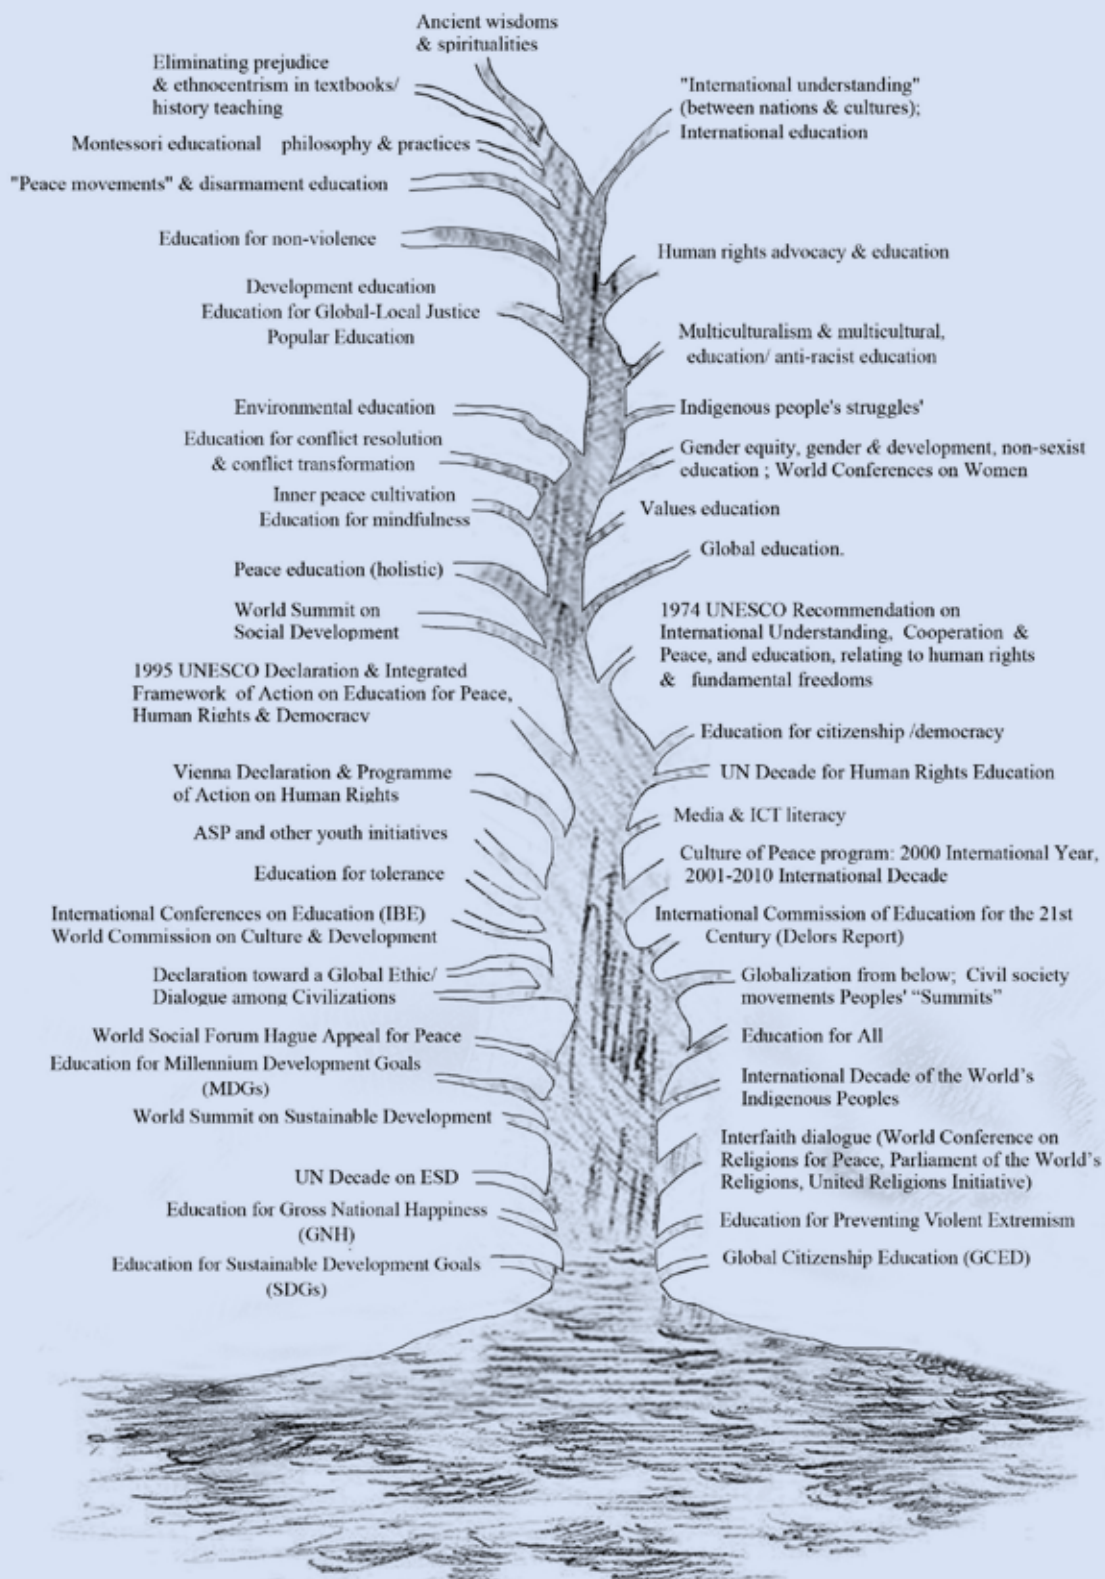 Ancient wisdoms
& spiritualities
Eliminating prejudice
& ethnocentrism in textbooks/
history teaching
"International understanding"
(between nations & cultures);
International education
Montessori educational philosophy & practices
"Peace movements" & disarmament education
Education for non-violence
Human rights advocacy & education
Development education
Education for Global-Local Justice
Popular Education
Multiculturalism & multicultural,
education/ anti-racist education
Environmental education
Indigenous people's struggles'
Education for conflict resolution
& conflict transformation
Gender equity, gender & development, non-sexist
education ; World Conferences on Women
Inner peace cultivation
Education for mindfulness
Values education
Global education.
Peace education (holistic)
World Summit on
Social Development
1974 UNESCO Recommendation on
International Understanding, Cooperation &
Peace, and education, relating to human rights
& fundamental freedoms
1995 UNESCO Declaration & Integrated
Framework of Action on Education for Peace,
Human Rights & Democracy
Education for citizenship /democracy
Vienna Declaration & Programme
of Action on Human Rights
UN Decade for Human Rights Education
Media & ICT literacy
ASP and other youth initiatives
Culture of Peace program: 2000 International Year,
2001-2010 International Decade
Education for tolerance
International Conferences on Education (IBE)
World Commission on Culture & Development
International Commission of Education for the 21st
Century (Delors Report)
Declaration toward a Global Ethic/
Dialogue among Civilizations
Globalization from below; Civil society
movements Peoples' “Summits”
World Social Forum Hague Appeal for Peace
Education for All
Education for Millennium Development Goals
(MDGs)
International Decade of the World’s
Indigenous Peoples
World Summit on Sustainable Development
Interfaith dialogue (World Conference on
Religions for Peace, Parliament of the World’s
Religions, United Religions Initiative)
UN Decade on ESD
Education for Gross National Happiness
(GNH)
Education for Preventing Violent Extremism
Education for Sustainable Development Goals
(SDGs)
Global Citizenship Education (GCED)